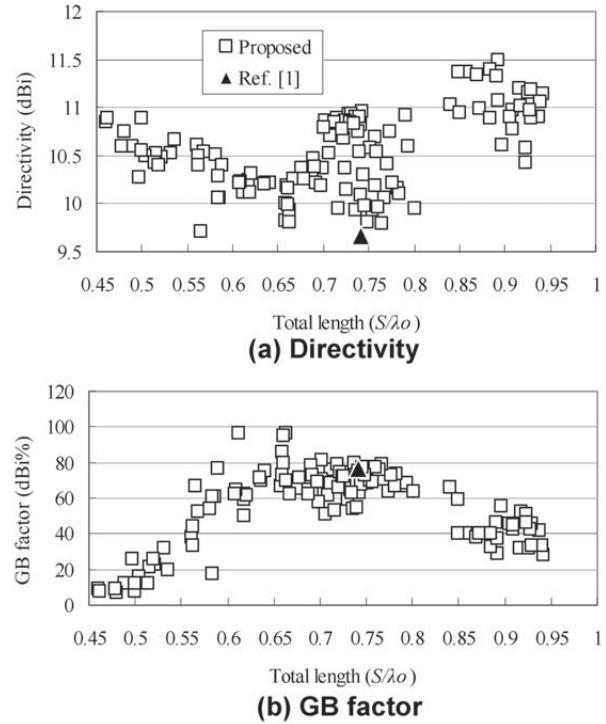 12
11.5
11
10.5
10
9.5
Directivity (dBi)
Proposed
Ref. [1]
0.45 0.5 0.55 0.6 0.65 0.7 0.75 0.8 0.85 0.9 0.95 1
Total length (S/λo)
(a) Directivity
120
100
80
60
40
20
0
GB factor (dBi%)
0.45 0.5 0.55 0.6 0.65 0.7 0.75 0.8 0.85 0.9 0.95 1
Total length (S/λo)
(b) GB factor